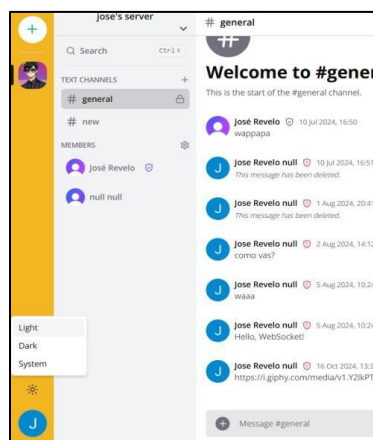 jose's server
# general
Search
Ctrl K
TEXT CHANNELS
+
# general
# new
MEMBERS
José Revelo
null null
Light
Dark
System
J
#
Welcome to #gener
This is the start of the #general channel.
José Revelo 10 Jul 2024, 16:50
wappapa
Jose Revelo null 10 Jul 2024, 16:51
This message has been deleted.
Jose Revelo null 1 Aug 2024, 20:41
This message has been deleted.
J
Jose Revelo null 2 Aug 2024, 14:12
como vas?
J
Jose Revelo null 5 Aug 2024, 10:24
waaa
J
Jose Revelo null 5 Aug 2024, 10:24
Hello, WebSocket!
J
Jose Revelo null 16 Oct 2024, 13:3
https://i.giphy.com/media/v1.Y2lkPT
J
Message #general